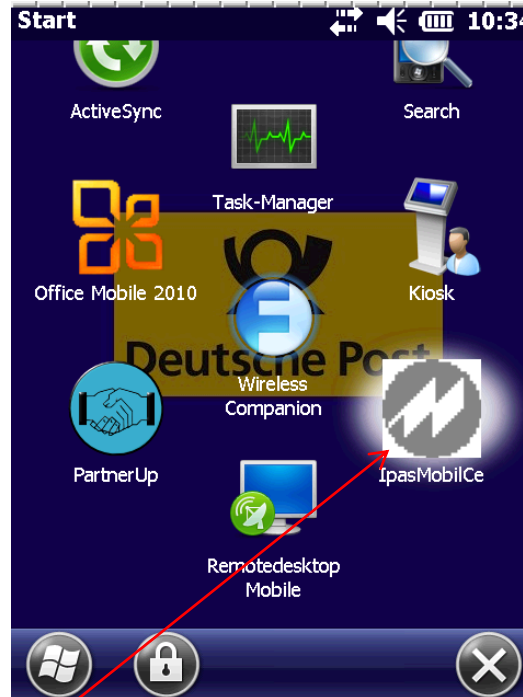 Start
10:34
ActiveSync
Search
Task-Manager
Office Mobile 2010
Kiosk
Deutsche Post
Wireless
Companion
PartnerUp
IpasMobilCe
Remotedesktop
Mobile